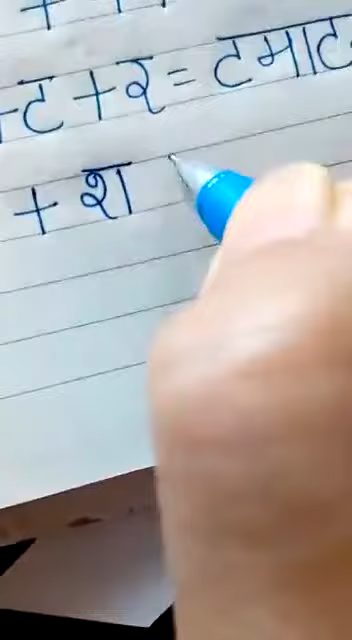 +ट+र = टमाट
+ शा